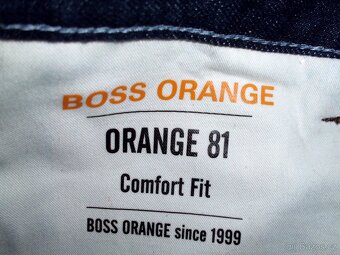 BOSS ORANGE
ORANGE 81
Comfort Fit
BOSS ORANGE since 1999